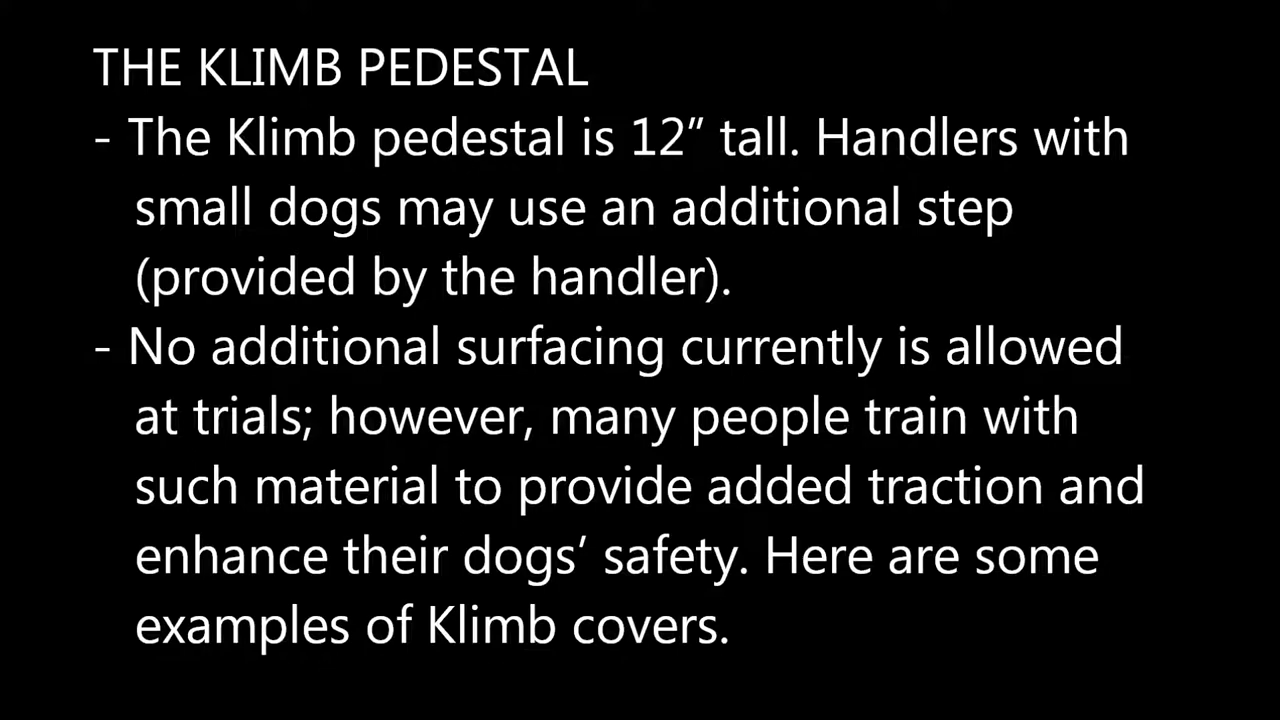 THE KLIMB PEDESTAL
- The Klimb pedestal is 12” tall. Handlers with
small dogs may use an additional step
(provided by the handler).
- No additional surfacing currently is allowed
at trials; however, many people train with
such material to provide added traction and
enhance their dogs’ safety. Here are some
examples of Klimb covers.